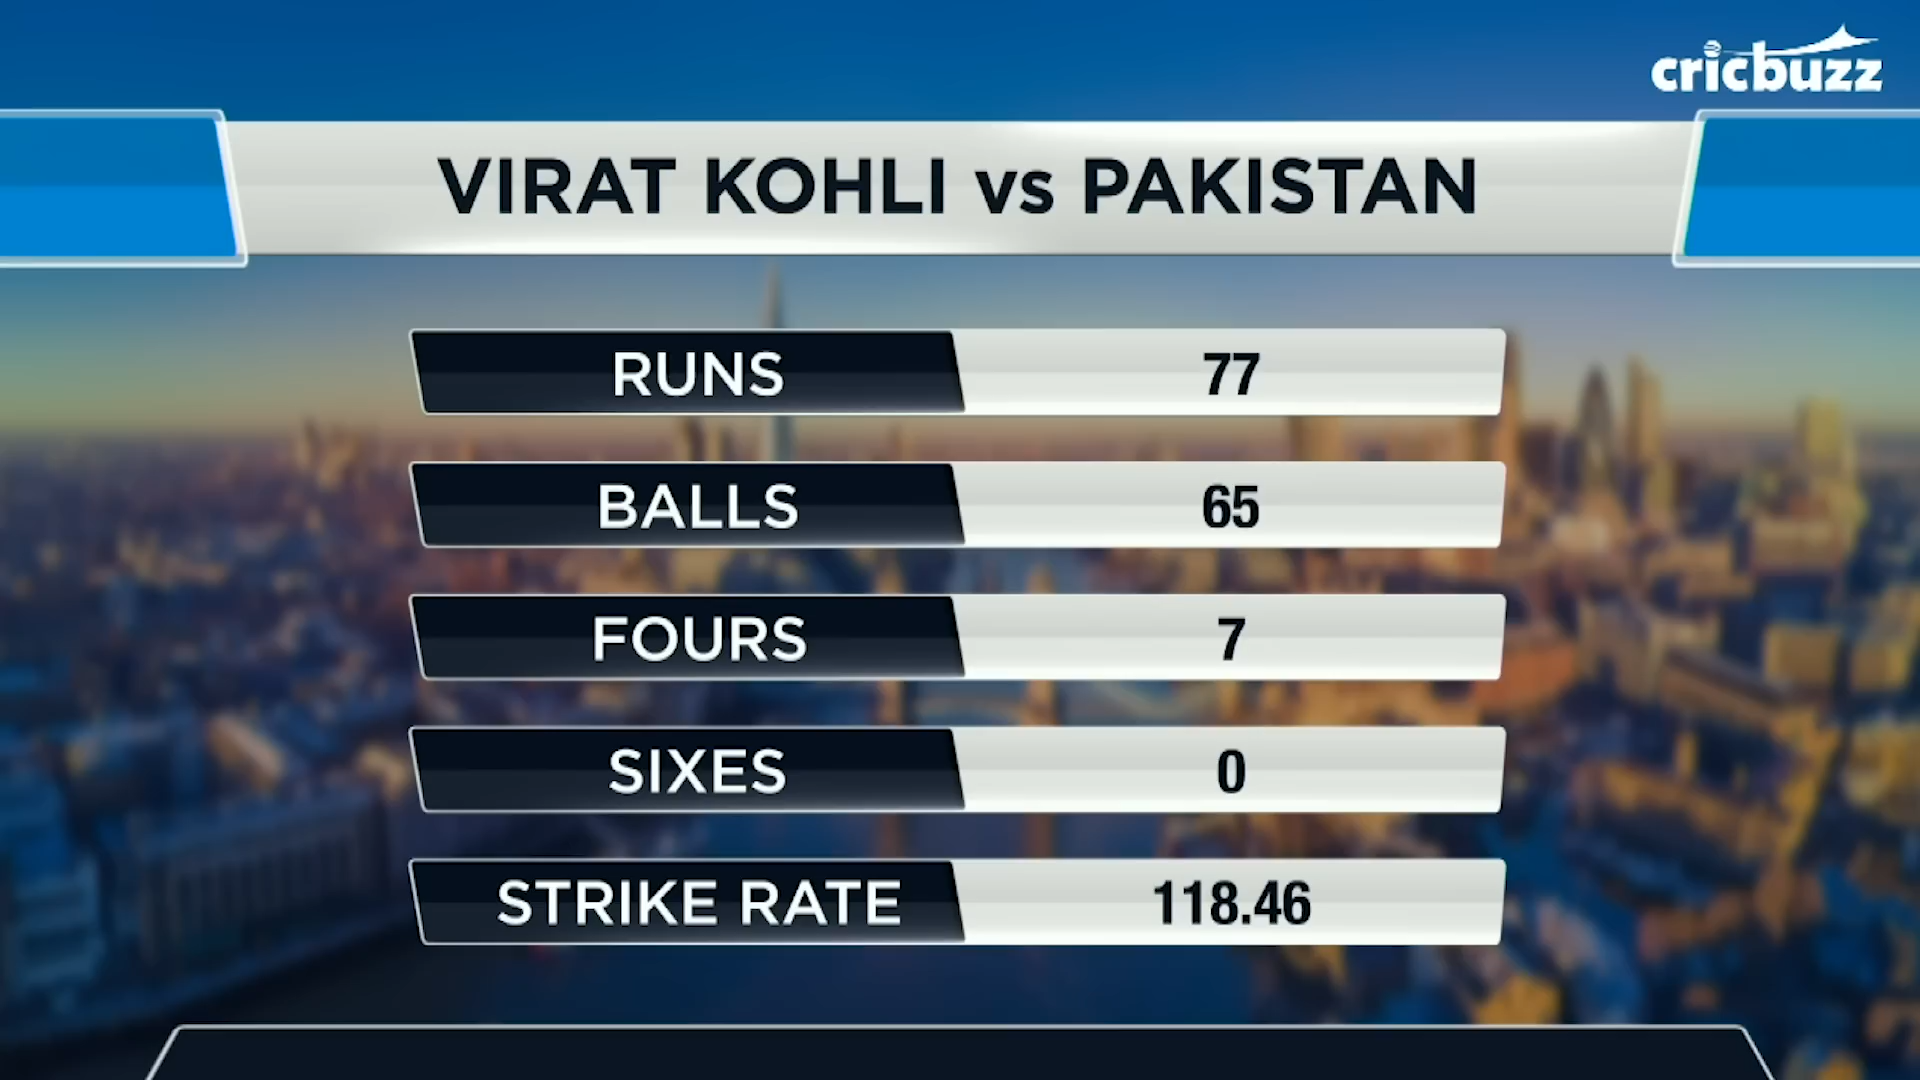 cricbuzz
VIRAT KOHLI vs PAKISTAN
RUNS 77
BALLS 65
FOURS 7
SIXES 0
STRIKE RATE 118.46